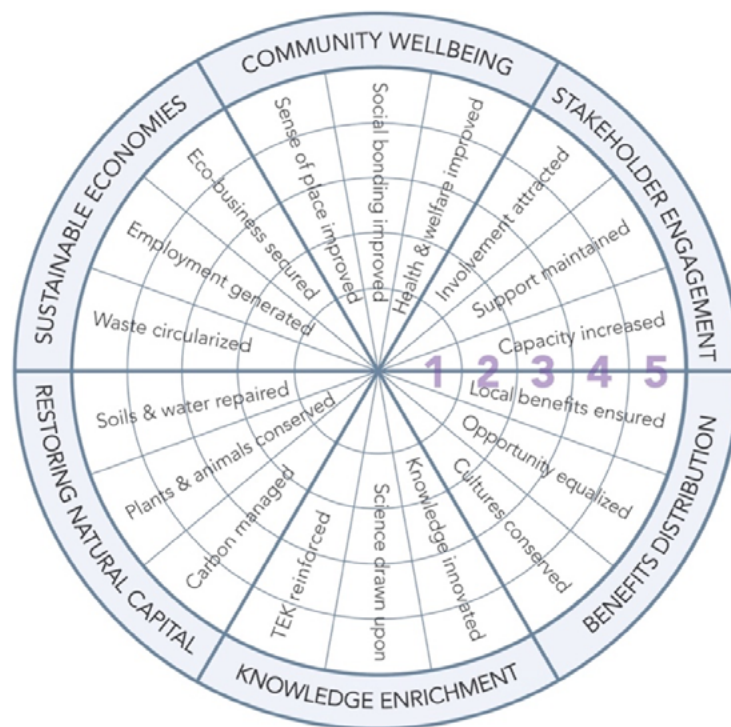 COMMUNITY WELLBEING
Sense of place improved
Social bonding improved
Health & welfare improved
STAKEHOLDER ENGAGEMENT
Involvement attracted
Support maintained
Capacity increased
1 2 3 4 5
BENEFITS DISTRIBUTION
Local benefits ensured
Opportunity equalized
Cultures conserved
KNOWLEDGE ENRICHMENT
Knowledge innovated
Science drawn upon
TEK reinforced
RESTORING NATURAL CAPITAL
Carbon managed
Plants & animals conserved
Soils & water repaired
SUSTAINABLE ECONOMIES
Waste circularized
Employment generated
Eco-business secured